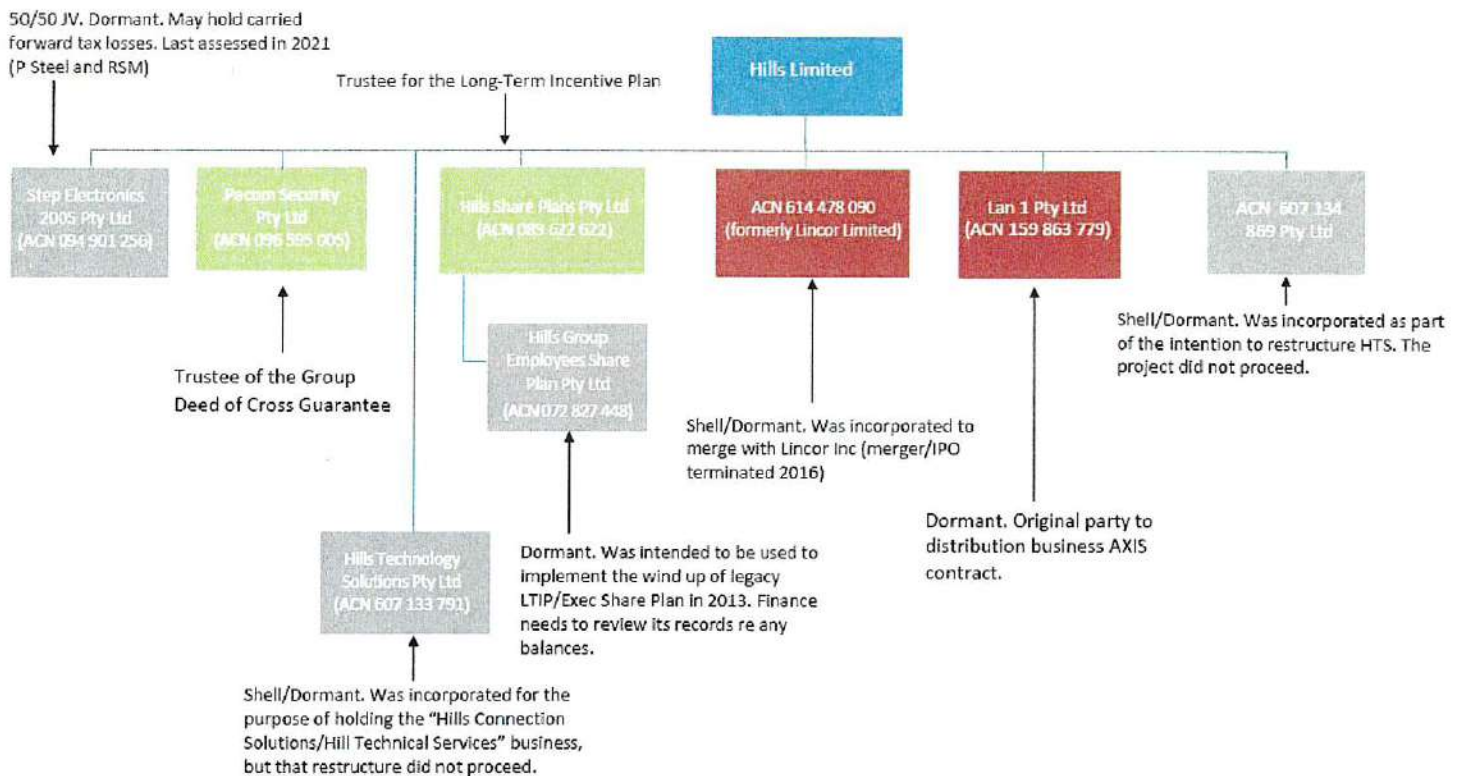 50/50 JV. Dormant. May hold carried
forward tax losses. Last assessed in 2021
(P Steel and RSM)
Trustee for the Long-Term Incentive Plan
Hills Limited
Step Electronics
2005 Pty Ltd
(ACN 094 901 256)
Pacom Security
Pty Ltd
(ACN 096 595 005)
Hills Share Plans Pty Ltd
(ACN 089 622 622)
ACN 614 478 090
(formerly Lincor Limited)
Lan 1 Pty Ltd
(ACN 159 863 779)
ACN 607 134
869 Pty Ltd
Trustee of the Group
Deed of Cross Guarantee
Hills Group
Employees Share
Plan Pty Ltd
(ACN 072 827 448)
Shell/Dormant. Was incorporated as part
of the intention to restructure HTS. The
project did not proceed.
Shell/Dormant. Was incorporated to
merge with Lincor Inc (merger/IPO
terminated 2016)
Dormant. Original party to
distribution business AXIS
contract.
Hills Technology
Solutions Pty Ltd
(ACN 607 133 791)
Dormant. Was intended to be used to
implement the wind up of legacy
LTIP/Exec Share Plan in 2013. Finance
needs to review its records re any
balances.
Shell/Dormant. Was incorporated for the
purpose of holding the “Hills Connection
Solutions/Hill Technical Services” business,
but that restructure did not proceed.